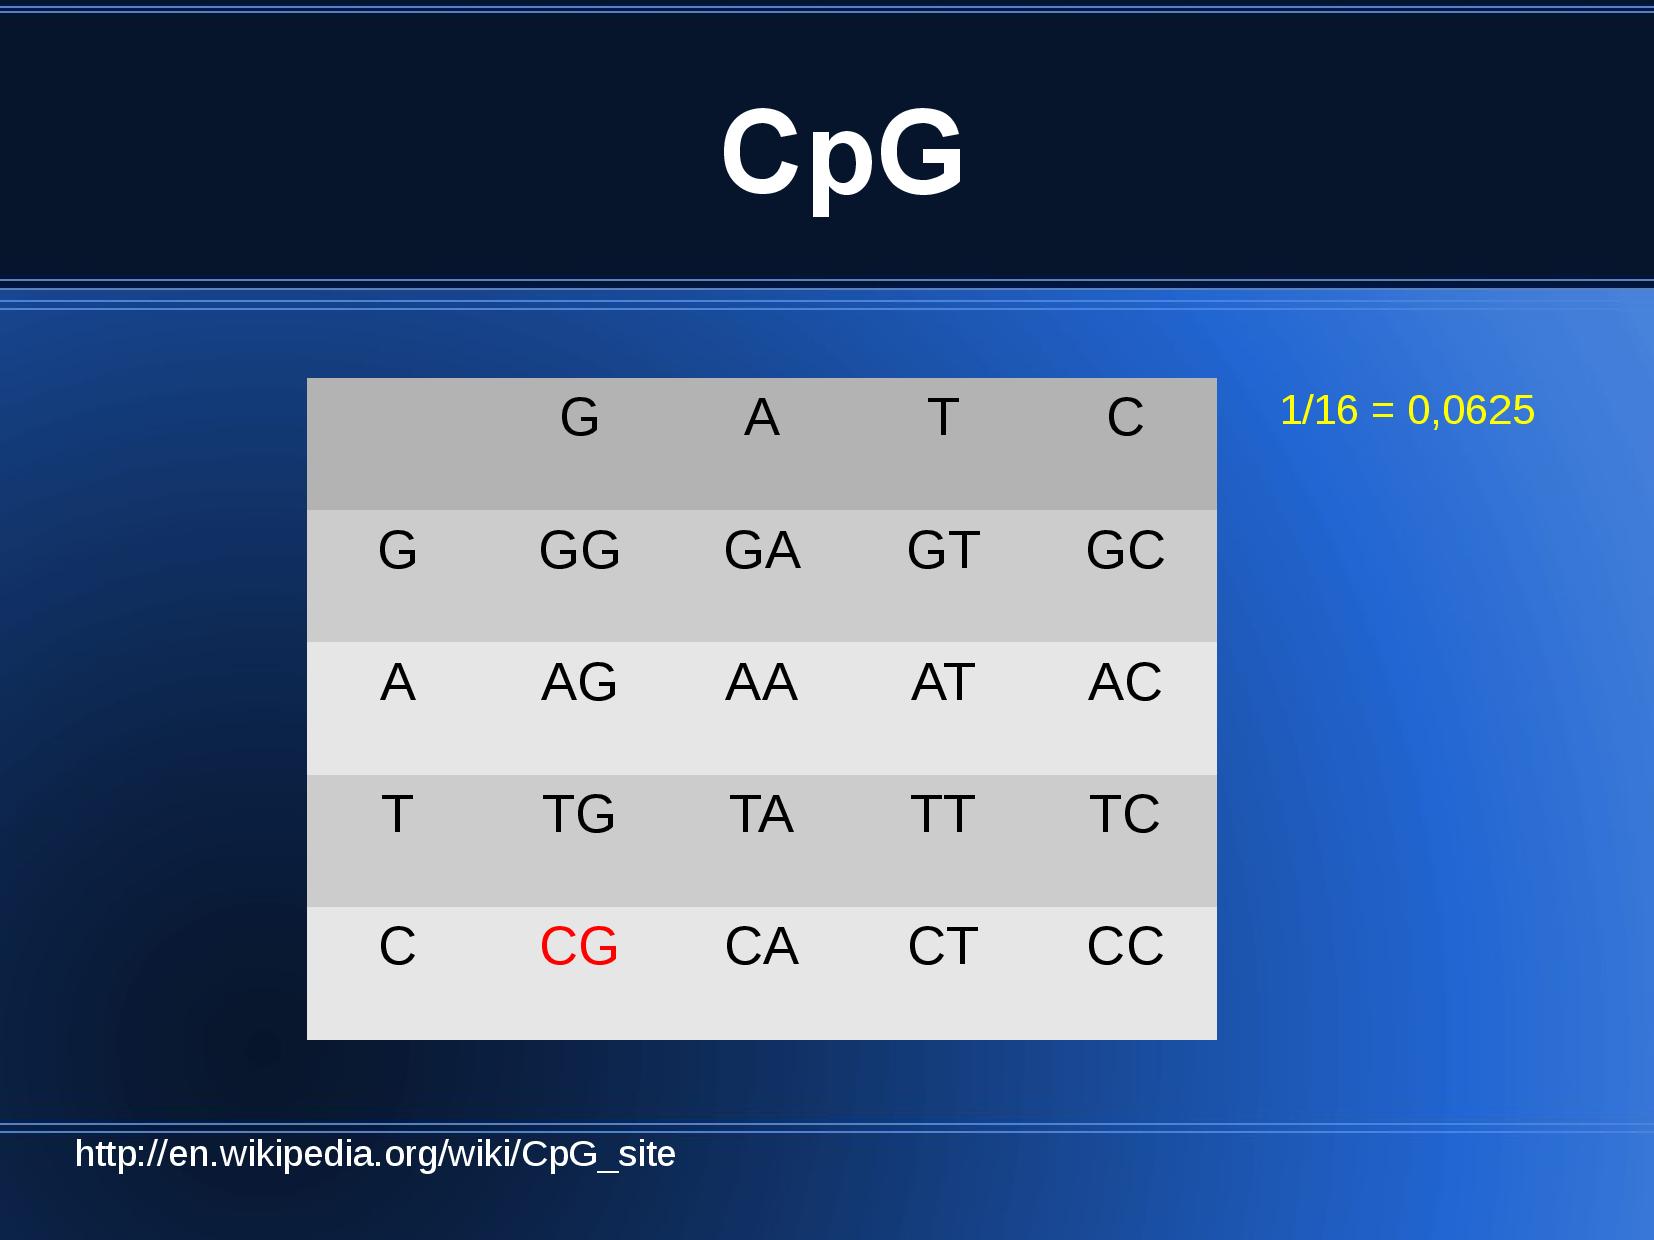 CpG
G A T C
1/16 = 0,0625
G GG GA GT GC
A AG AA AT AC
T TG TA TT TC
C CG CA CT CC
http://en.wikipedia.org/wiki/CpG_site